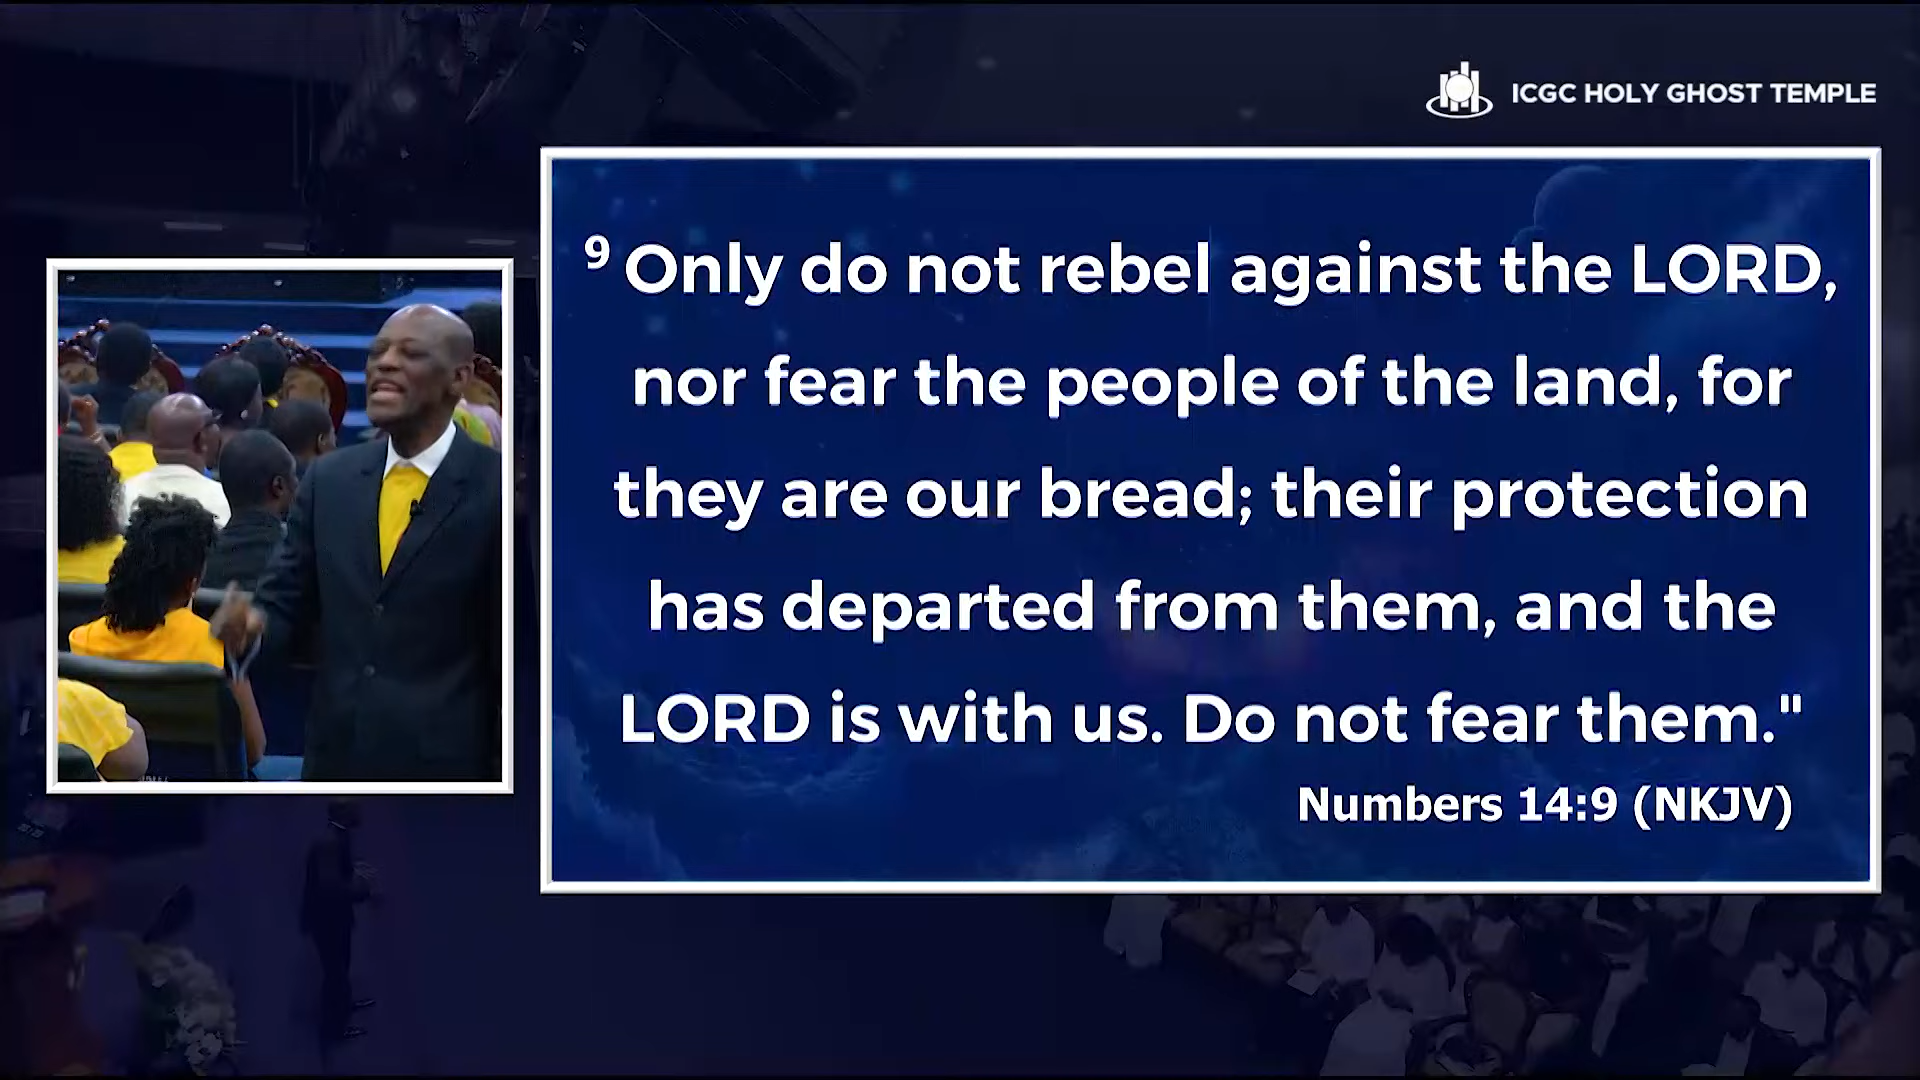 ICGC HOLY GHOST TEMPLE
9 Only do not rebel against the LORD,
nor fear the people of the land, for
they are our bread; their protection
has departed from them, and the
LORD is with us. Do not fear them."
Numbers 14:9 (NKJV)